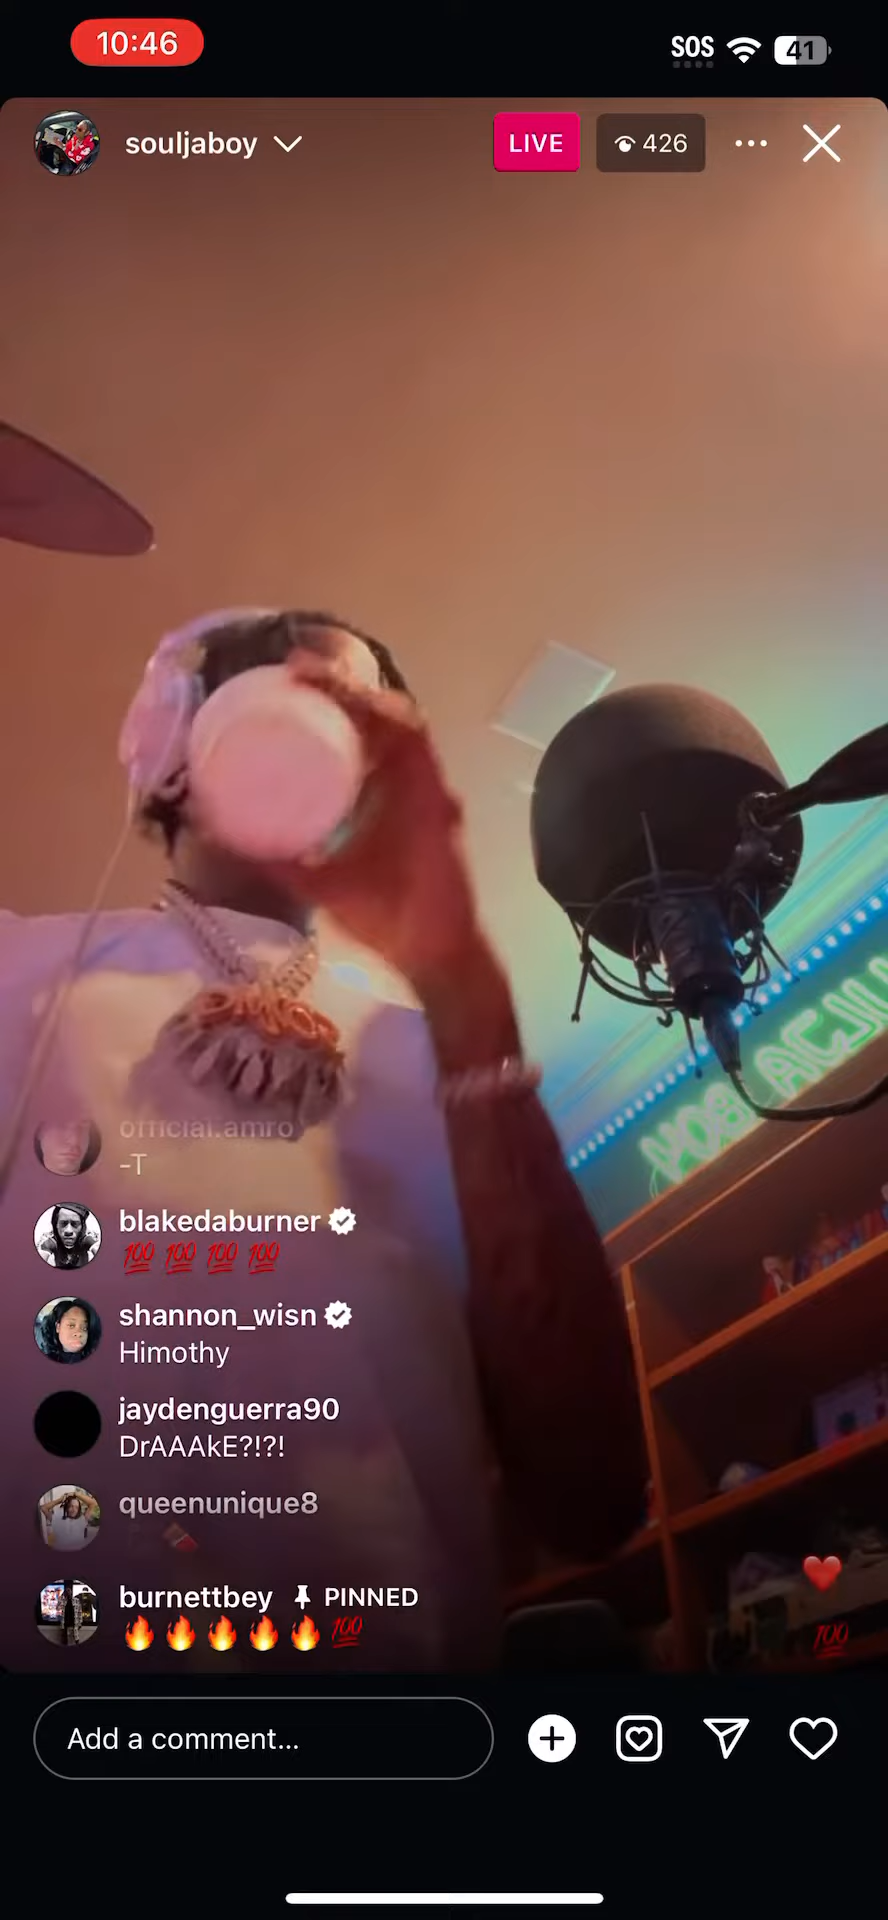 10:46
SOS
41
souljaboy
LIVE
426
official.amro
-T
blakedaburner
💯 💯 💯 💯
shannon_wisn
Himothy
jaydenguerra90
DrAAAkE?!?!
queenunique8
burnettbey PINNED
🔥 🔥 🔥 🔥 🔥 💯
Add a comment...